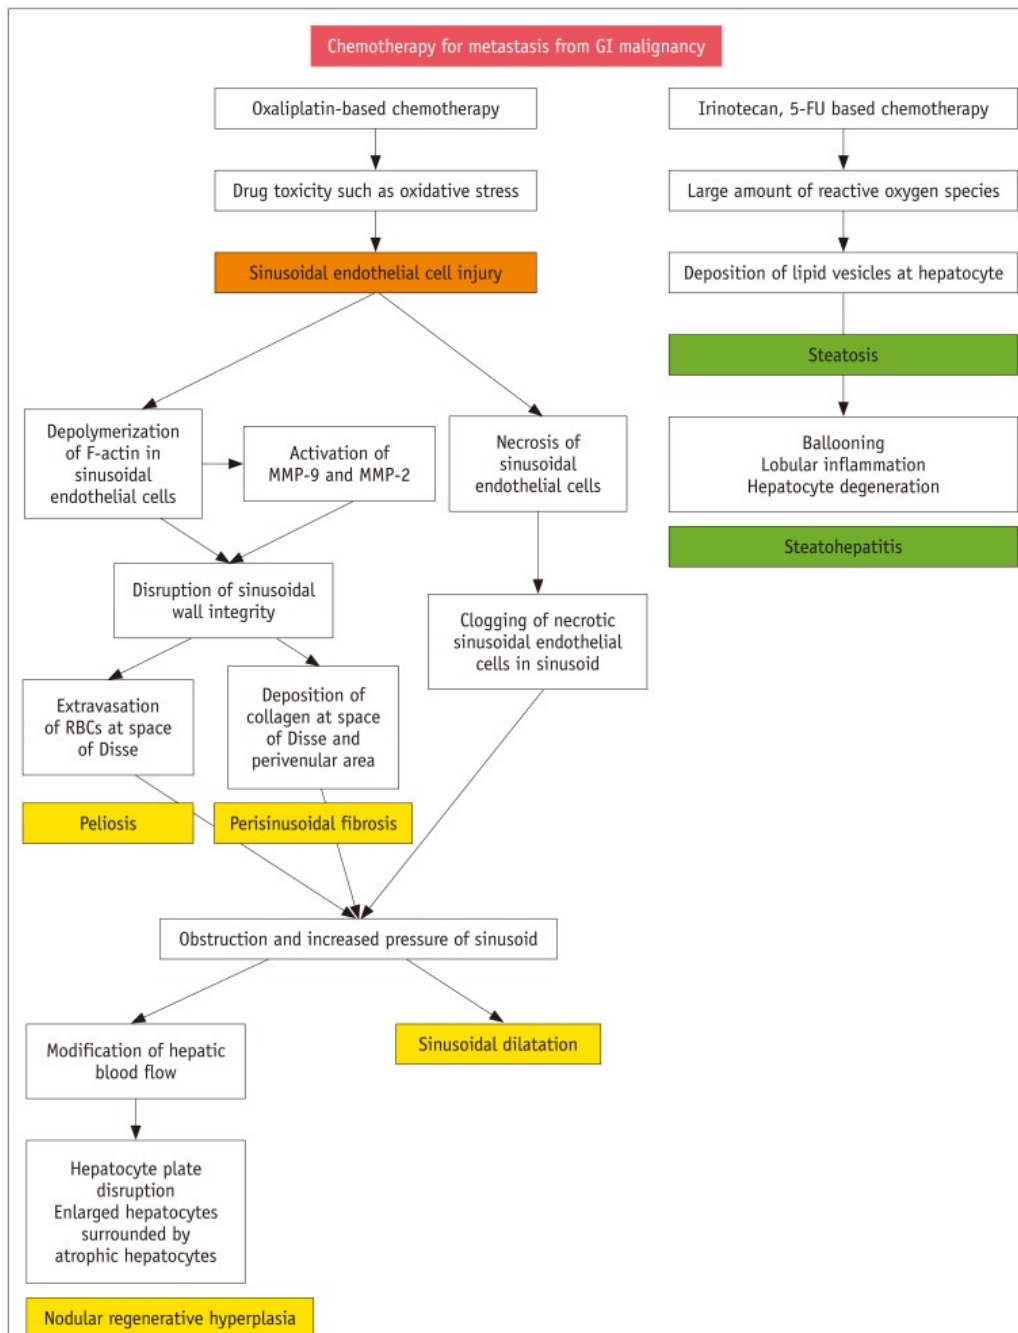 Chemotherapy for metastasis from GI malignancy
Oxaliplatin-based chemotherapy
Drug toxicity such as oxidative stress
Sinusoidal endothelial cell injury
Depolymerization
of F-actin in
sinusoidal
endothelial cells
Activation of
MMP-9 and MMP-2
Necrosis of
sinusoidal
endothelial cells
Disruption of sinusoidal
wall integrity
Clogging of necrotic
sinusoidal endothelial
cells in sinusoid
Extravasation
of RBCs at space
of Disse
Deposition of
collagen at space
of Disse and
perivenular area
Peliosis
Perisinusoidal fibrosis
Obstruction and increased pressure of sinusoid
Modification of hepatic
blood flow
Sinusoidal dilatation
Hepatocyte plate
disruption
Enlarged hepatocytes
surrounded by
atrophic hepatocytes
Nodular regenerative hyperplasia
Irinotecan, 5-FU based chemotherapy
Large amount of reactive oxygen species
Deposition of lipid vesicles at hepatocyte
Steatosis
Ballooning
Lobular inflammation
Hepatocyte degeneration
Steatohepatitis